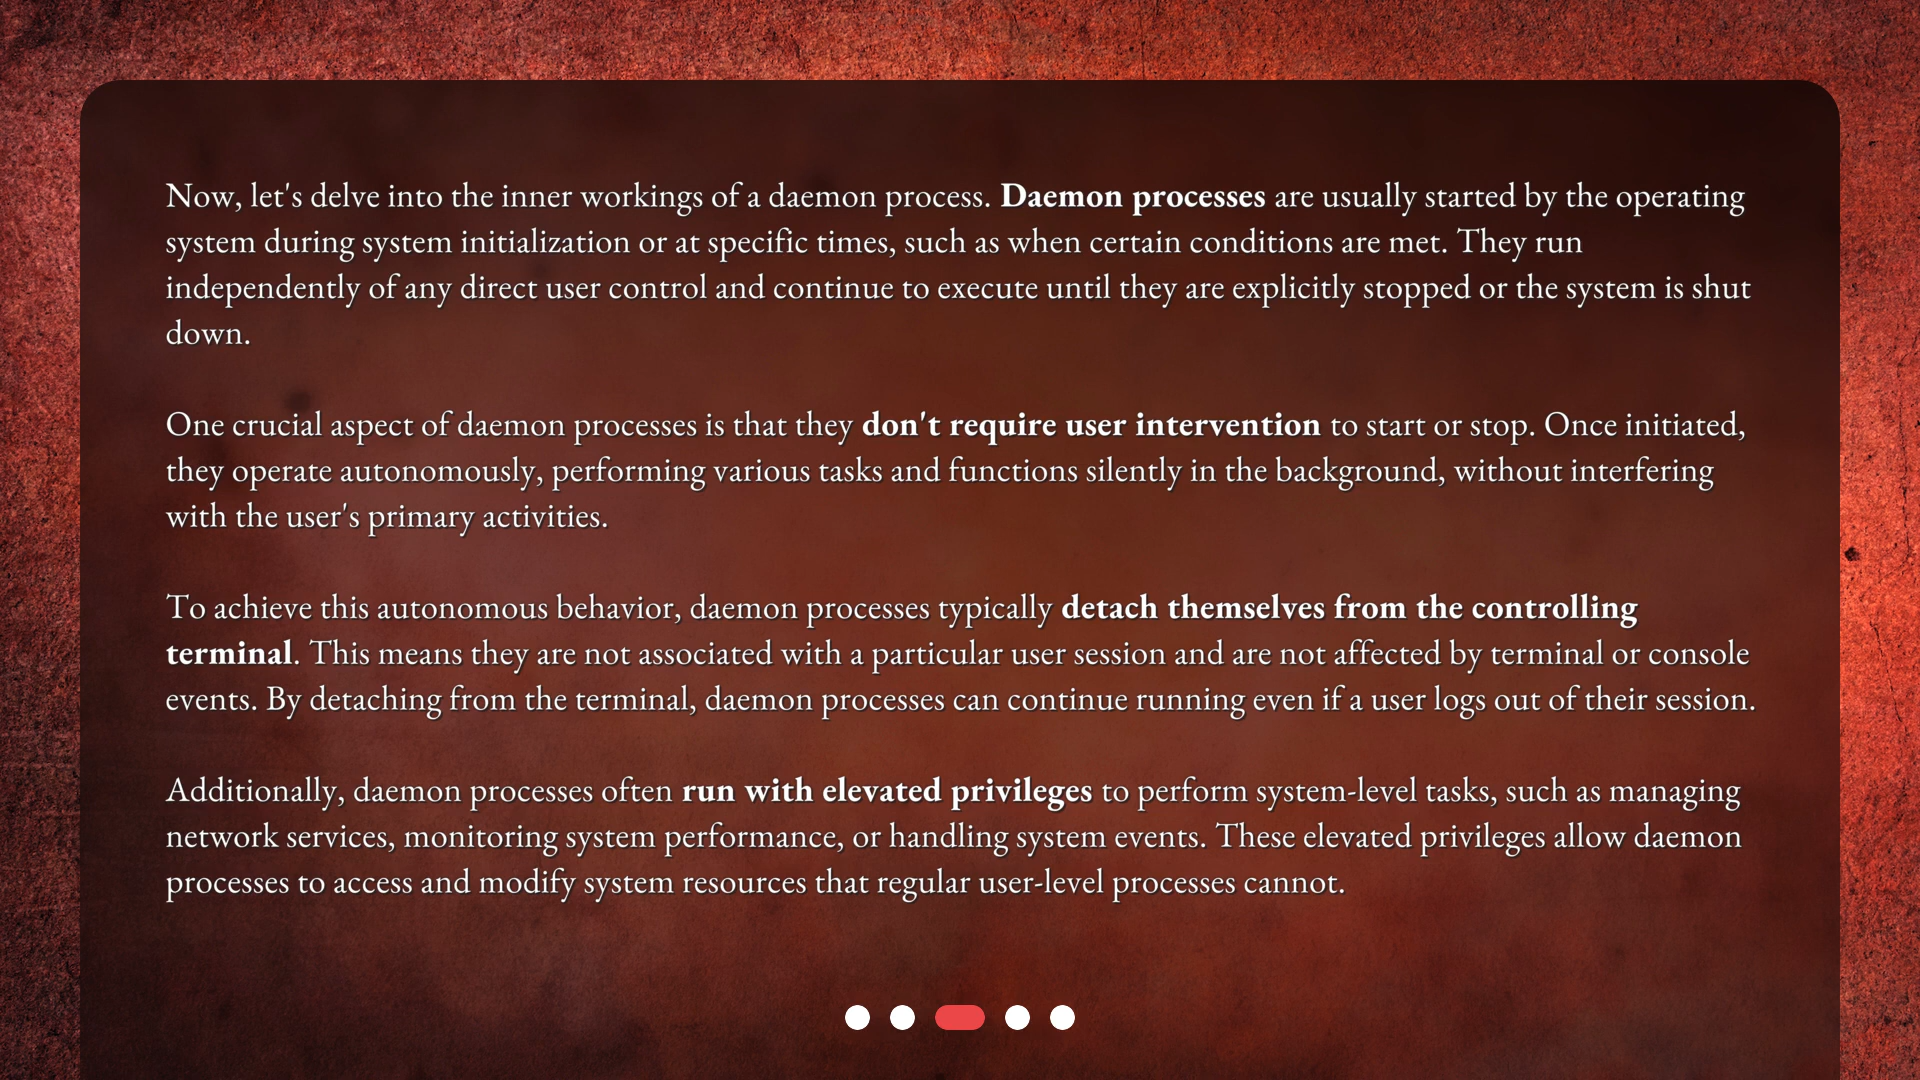 Now, let's delve into the inner workings of a daemon process. Daemon processes are usually started by the operating
system during system initialization or at specific times, such as when certain conditions are met. They run
independently of any direct user control and continue to execute until they are explicitly stopped or the system is shut
down.
One crucial aspect of daemon processes is that they don't require user intervention to start or stop. Once initiated,
they operate autonomously, performing various tasks and functions silently in the background, without interfering
with the user's primary activities.
To achieve this autonomous behavior, daemon processes typically detach themselves from the controlling
terminal. This means they are not associated with a particular user session and are not affected by terminal or console
events. By detaching from the terminal, daemon processes can continue running even if a user logs out of their session.
Additionally, daemon processes often run with elevated privileges to perform system-level tasks, such as managing
network services, monitoring system performance, or handling system events. These elevated privileges allow daemon
processes to access and modify system resources that regular user-level processes cannot.